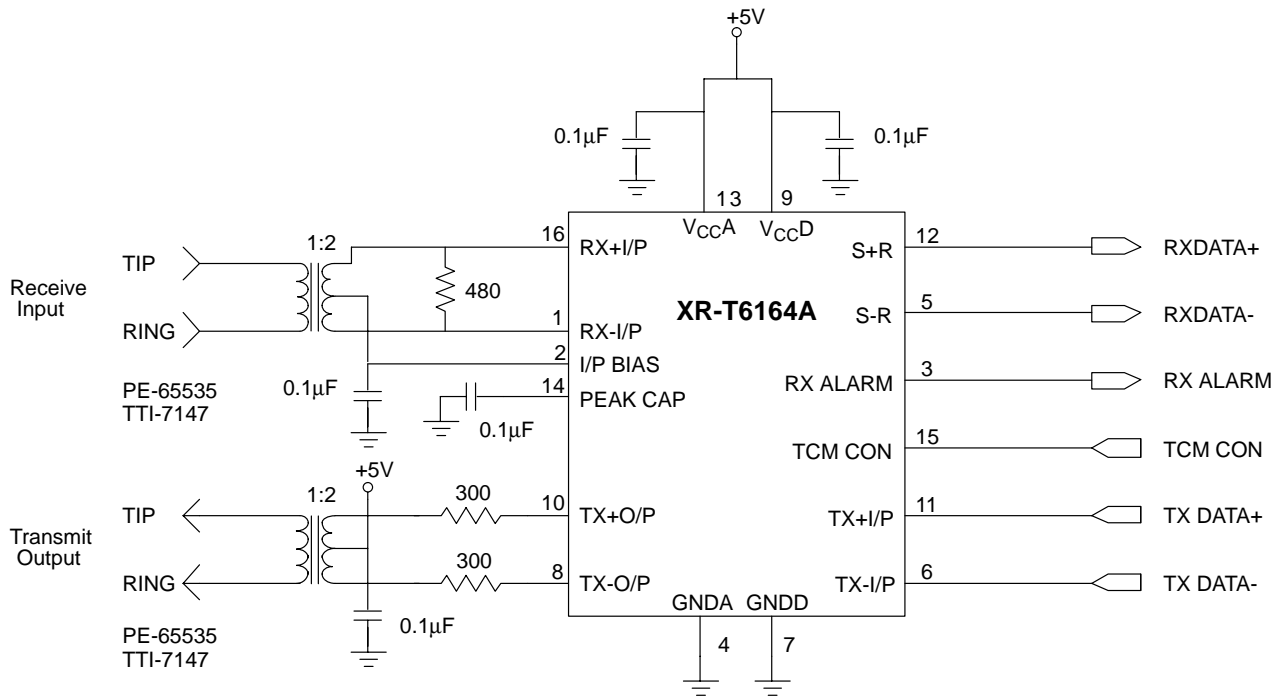 +5V
0.1μF
0.1μF
13
9
VCCA
VCCD
1:2
16
RX+I/P
S+R
12
RXDATA+
TIP
Receive
Input
480
XR-T6164A
RING
1
RX-I/P
S-R
5
RXDATA-
2
I/P BIAS
PE-65535
TTI-7147
0.1μF
14
PEAK CAP
RX ALARM
3
RX ALARM
0.1μF
TCM CON
15
TCM CON
+5V
1:2
300
TIP
10
TX+O/P
TX+I/P
11
TX DATA+
Transmit
Output
300
RING
8
TX-O/P
TX-I/P
6
TX DATA-
GNDA
GNDD
0.1μF
PE-65535
TTI-7147
4
7